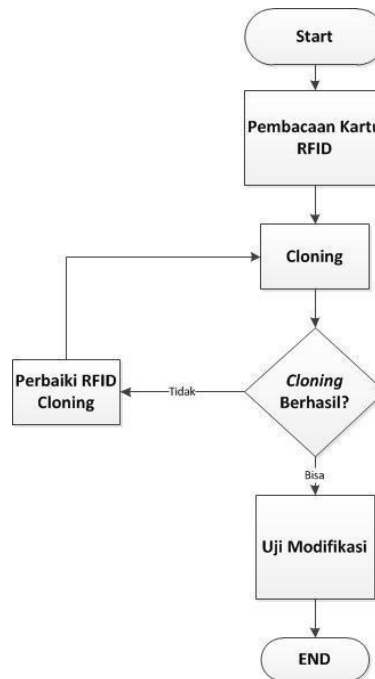 Start
Pembacaan Kartu
RFID
Cloning
Cloning
Berhasil?
Tidak
Perbaiki RFID
Cloning
Bisa
Uji Modifikasi
END